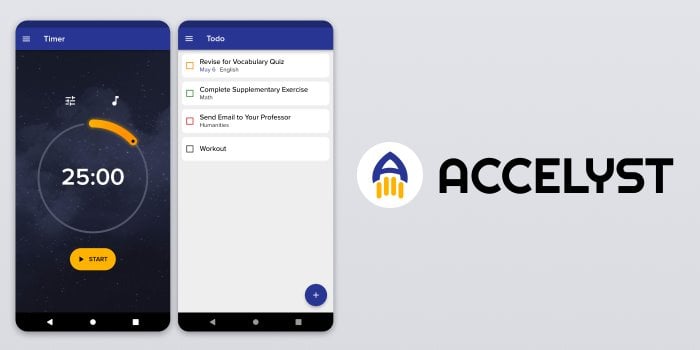 Timer
25:00
START
Todo
Revise for Vocabulary Quiz
May 6 · English
Complete Supplementary Exercise
Math
Send Email to Your Professor
Humanities
Workout
+
ACCELYST